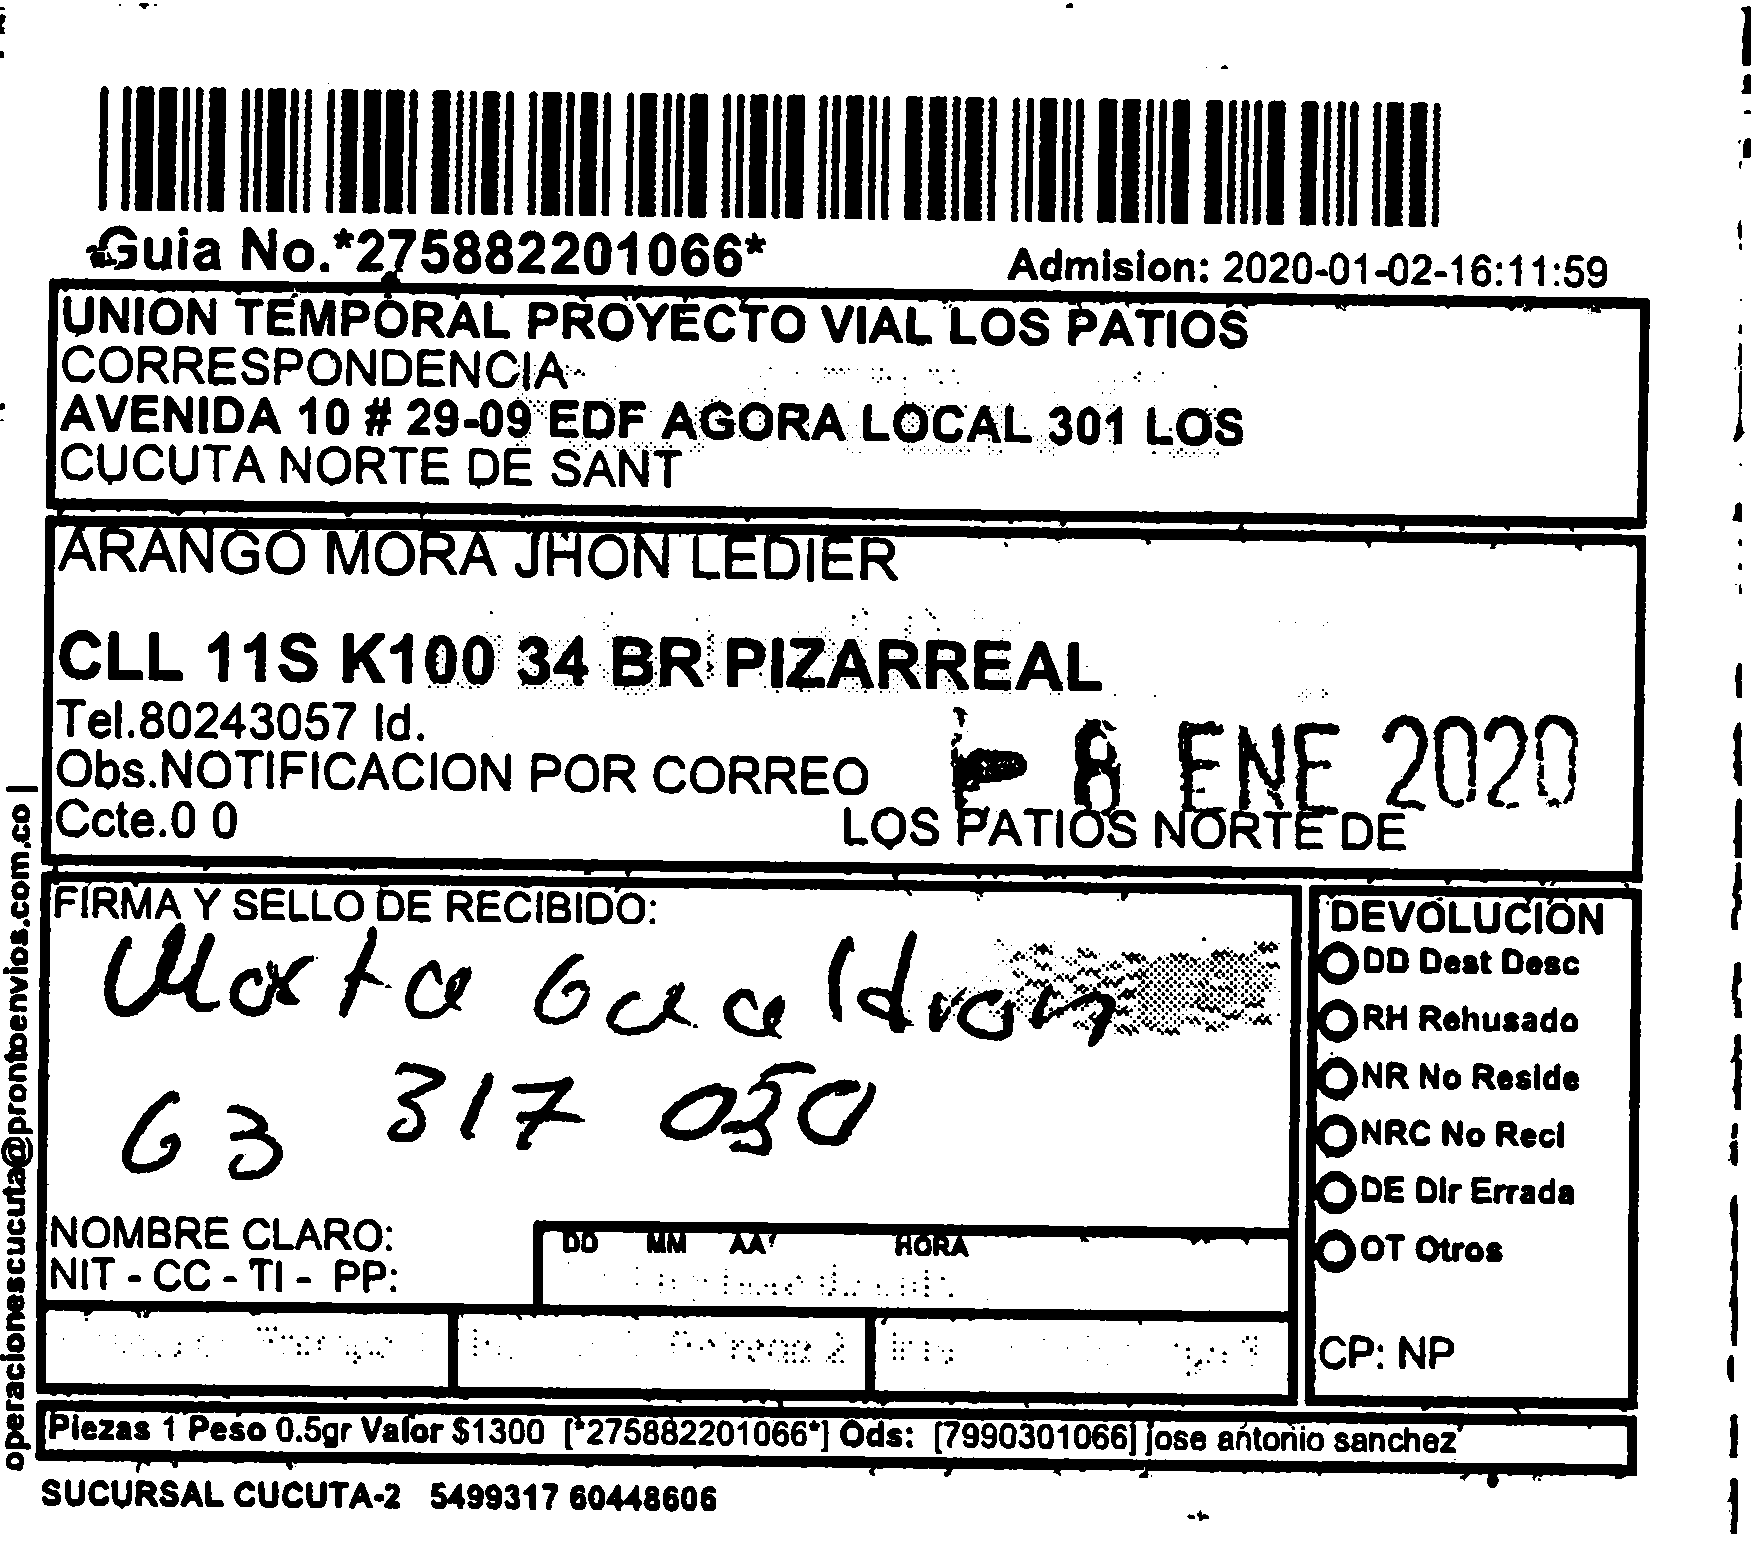 Guia No.*275882201066*
Admision: 2020-01-02-16:11:59
UNION TEMPORAL PROYECTO VIAL LOS PATIOS
CORRESPONDENCIA
AVENIDA 10 # 29-09 EDF AGORA LOCAL 301 LOS
CUCUTA NORTE DE SANT
ARANGO MORA JHON LEDIER
CLL 11S K100 34 BR PIZARREAL
Tel.80243057 Id.
Obs.NOTIFICACION POR CORREO
8 ENE 2020
Ccte.0 0
LOS PATIOS NORTE DE
FIRMA Y SELLO DE RECIBIDO:
Marta
63 317 050
NOMBRE CLARO:
NIT - CC - TI - PP:
DD MM AA HORA
DEVOLUCION
DD Dest Desc
RH Rehusado
NR No Reside
NRC No Reci
DE Dir Errada
OT Otros
CP: NP
Piezas 1 Peso 0.5gr Valor $1300 [*275882201066*] Ods: [7990301066] jose antonio sanchez
SUCURSAL CUCUTA-2 5499317 60448606
operacionescucuta@prontoenvios.com.co |